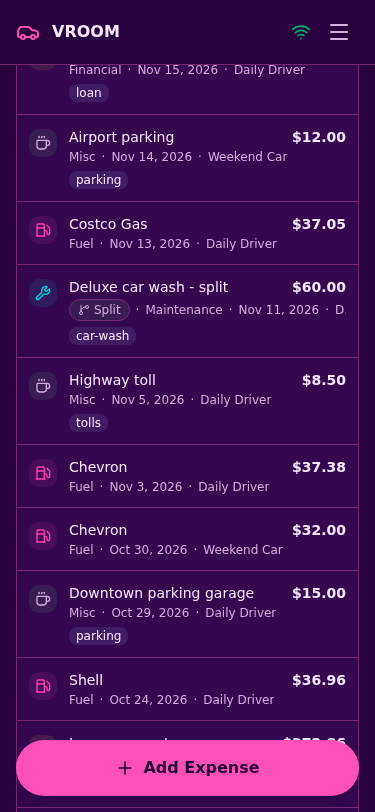 VROOM
Financial · Nov 15, 2026 · Daily Driver
loan
Airport parking $12.00
Misc · Nov 14, 2026 · Weekend Car
parking
Costco Gas $37.05
Fuel · Nov 13, 2026 · Daily Driver
Deluxe car wash - split $60.00
Split · Maintenance · Nov 11, 2026 · D.
car-wash
Highway toll $8.50
Misc · Nov 5, 2026 · Daily Driver
tolls
Chevron $37.38
Fuel · Nov 3, 2026 · Daily Driver
Chevron $32.00
Fuel · Oct 30, 2026 · Weekend Car
Downtown parking garage $15.00
Misc · Oct 29, 2026 · Daily Driver
parking
Shell $36.96
Fuel · Oct 24, 2026 · Daily Driver
Add Expense